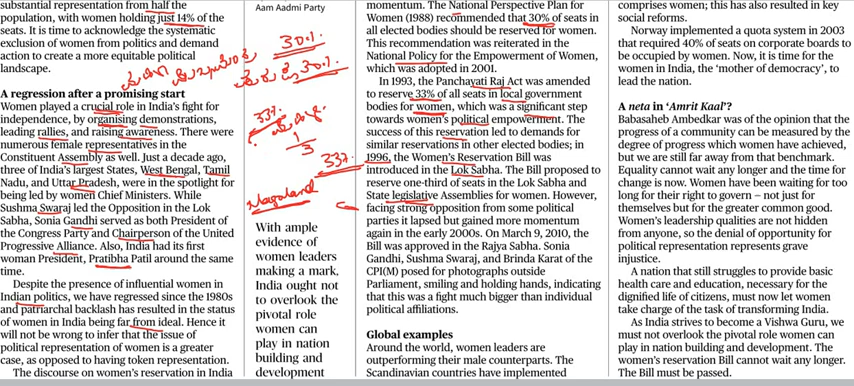 substantial representation from half the
population, with women holding just 14% of the
seats. It is time to acknowledge the systematic
exclusion of women from politics and demand
action to create a more equitable political
landscape.
A regression after a promising start
Women played a crucial role in India's fight for
independence, by organising demonstrations,
leading rallies, and raising awareness. There were
numerous female representatives in the
Constituent Assembly as well. Just a decade ago,
three of India's largest States, West Bengal, Tamil
Nadu, and Uttar Pradesh, were in the spotlight for
being led by women Chief Ministers. While
Sushma Swaraj led the Opposition in the Lok
Sabha, Sonia Gandhi served as both President of
the Congress Party and Chairperson of the United
Progressive Alliance. Also, India had its first
woman President, Pratibha Patil around the same
time.
Despite the presence of influential women in
Indian politics, we have regressed since the 1980s
and patriarchal backlash has resulted in the status
of women in India being far from ideal. Hence it
will not be wrong to infer that the issue of
political representation of women is a greater
case, as opposed to having token representation.
The discourse on women's reservation in India
Aam Aadmi Party
30%
30%
33%
1
3
33%
Nagaland
With ample
evidence of
women leaders
making a mark,
India ought not
to overlook the
pivotal role
women can
play in nation
building and
development
momentum. The National Perspective Plan for
Women (1988) recommended that 30% of seats in
all elected bodies should be reserved for women.
This recommendation was reiterated in the
National Policy for the Empowerment of Women,
which was adopted in 2001.
In 1993, the Panchayati Raj Act was amended
to reserve 33% of all seats in local government
bodies for women, which was a significant step
towards women's political empowerment. The
success of this reservation led to demands for
similar reservations in other elected bodies; in
1996, the Women's Reservation Bill was
introduced in the Lok Sabha. The Bill proposed to
reserve one-third of seats in the Lok Sabha and
State legislative Assemblies for women. However,
facing strong opposition from some political
parties it lapsed but gained more momentum
again in the early 2000s. On March 9, 2010, the
Bill was approved in the Rajya Sabha. Sonia
Gandhi, Sushma Swaraj, and Brinda Karat of the
CPI(M) posed for photographs outside
Parliament, smiling and holding hands, indicating
that this was a fight much bigger than individual
political affiliations.
Global examples
Around the world, women leaders are
outperforming their male counterparts. The
Scandinavian countries have implemented
comprises women; this has also resulted in key
social reforms.
Norway implemented a quota system in 2003
that required 40% of seats on corporate boards to
be occupied by women. Now, it is time for the
women in India, the 'mother of democracy', to
lead the nation.
A neta in 'Amrit Kaal'?
Babasaheb Ambedkar was of the opinion that the
progress of a community can be measured by the
degree of progress which women have achieved,
but we are still far away from that benchmark.
Equality cannot wait any longer and the time for
change is now. Women have been waiting for too
long for their right to govern – not just for
themselves but for the greater common good.
Women's leadership qualities are not hidden
from anyone, so the denial of opportunity for
political representation represents grave
injustice.
A nation that still struggles to provide basic
health care and education, necessary for the
dignified life of citizens, must now let women
take charge of the task of transforming India.
As India strives to become a Vishwa Guru, we
must not overlook the pivotal role women can
play in nation building and development. The
women's reservation Bill cannot wait any longer.
The Bill must be passed.